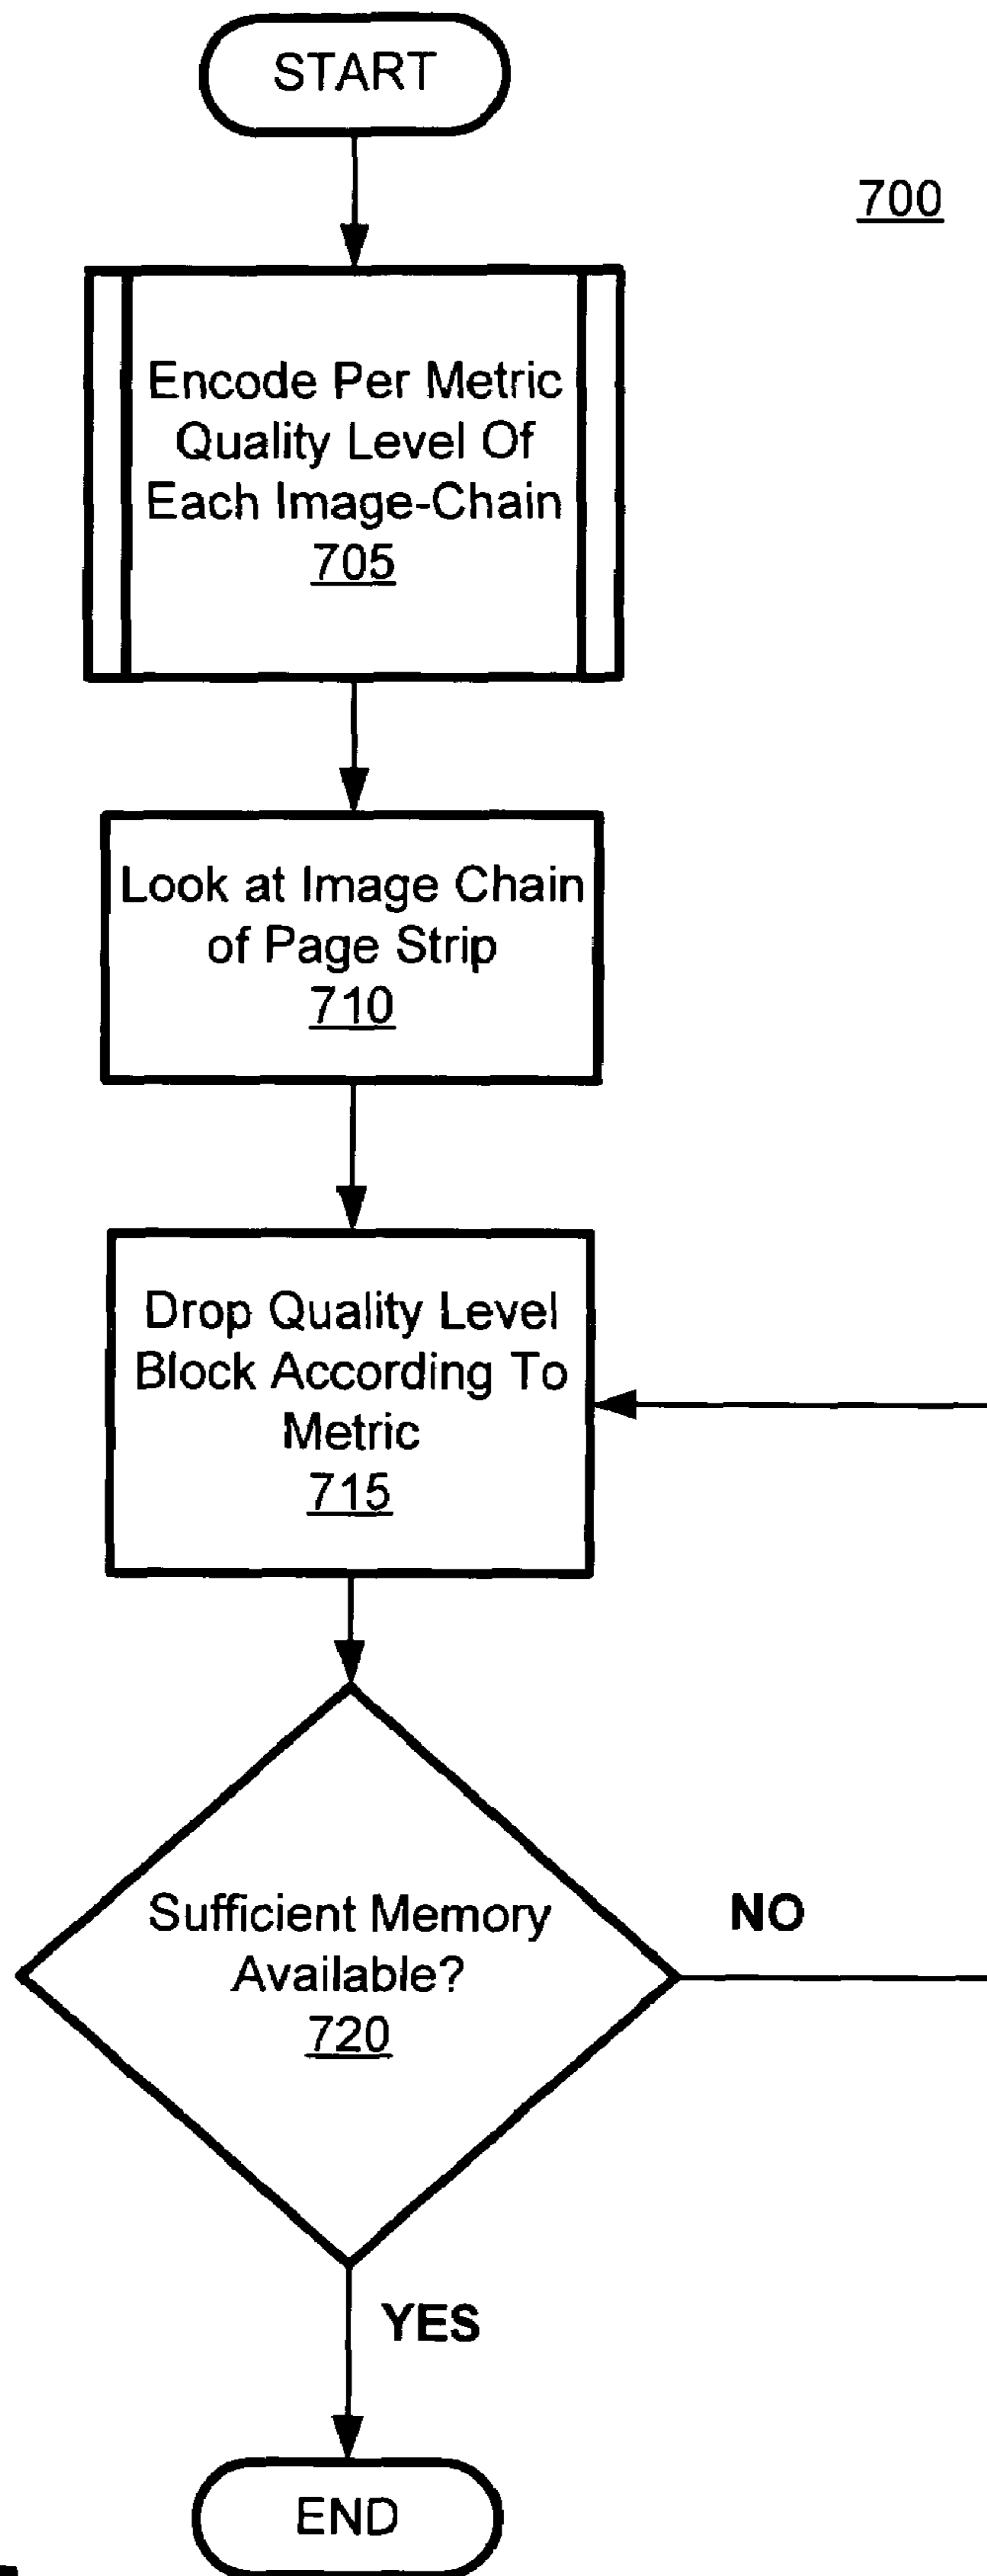 START
700
Encode Per Metric
Quality Level Of
Each Image-Chain
705
Look at Image Chain
of Page Strip
710
Drop Quality Level
Block According To
Metric
715
Sufficient Memory
Available?
720
NO
YES
END